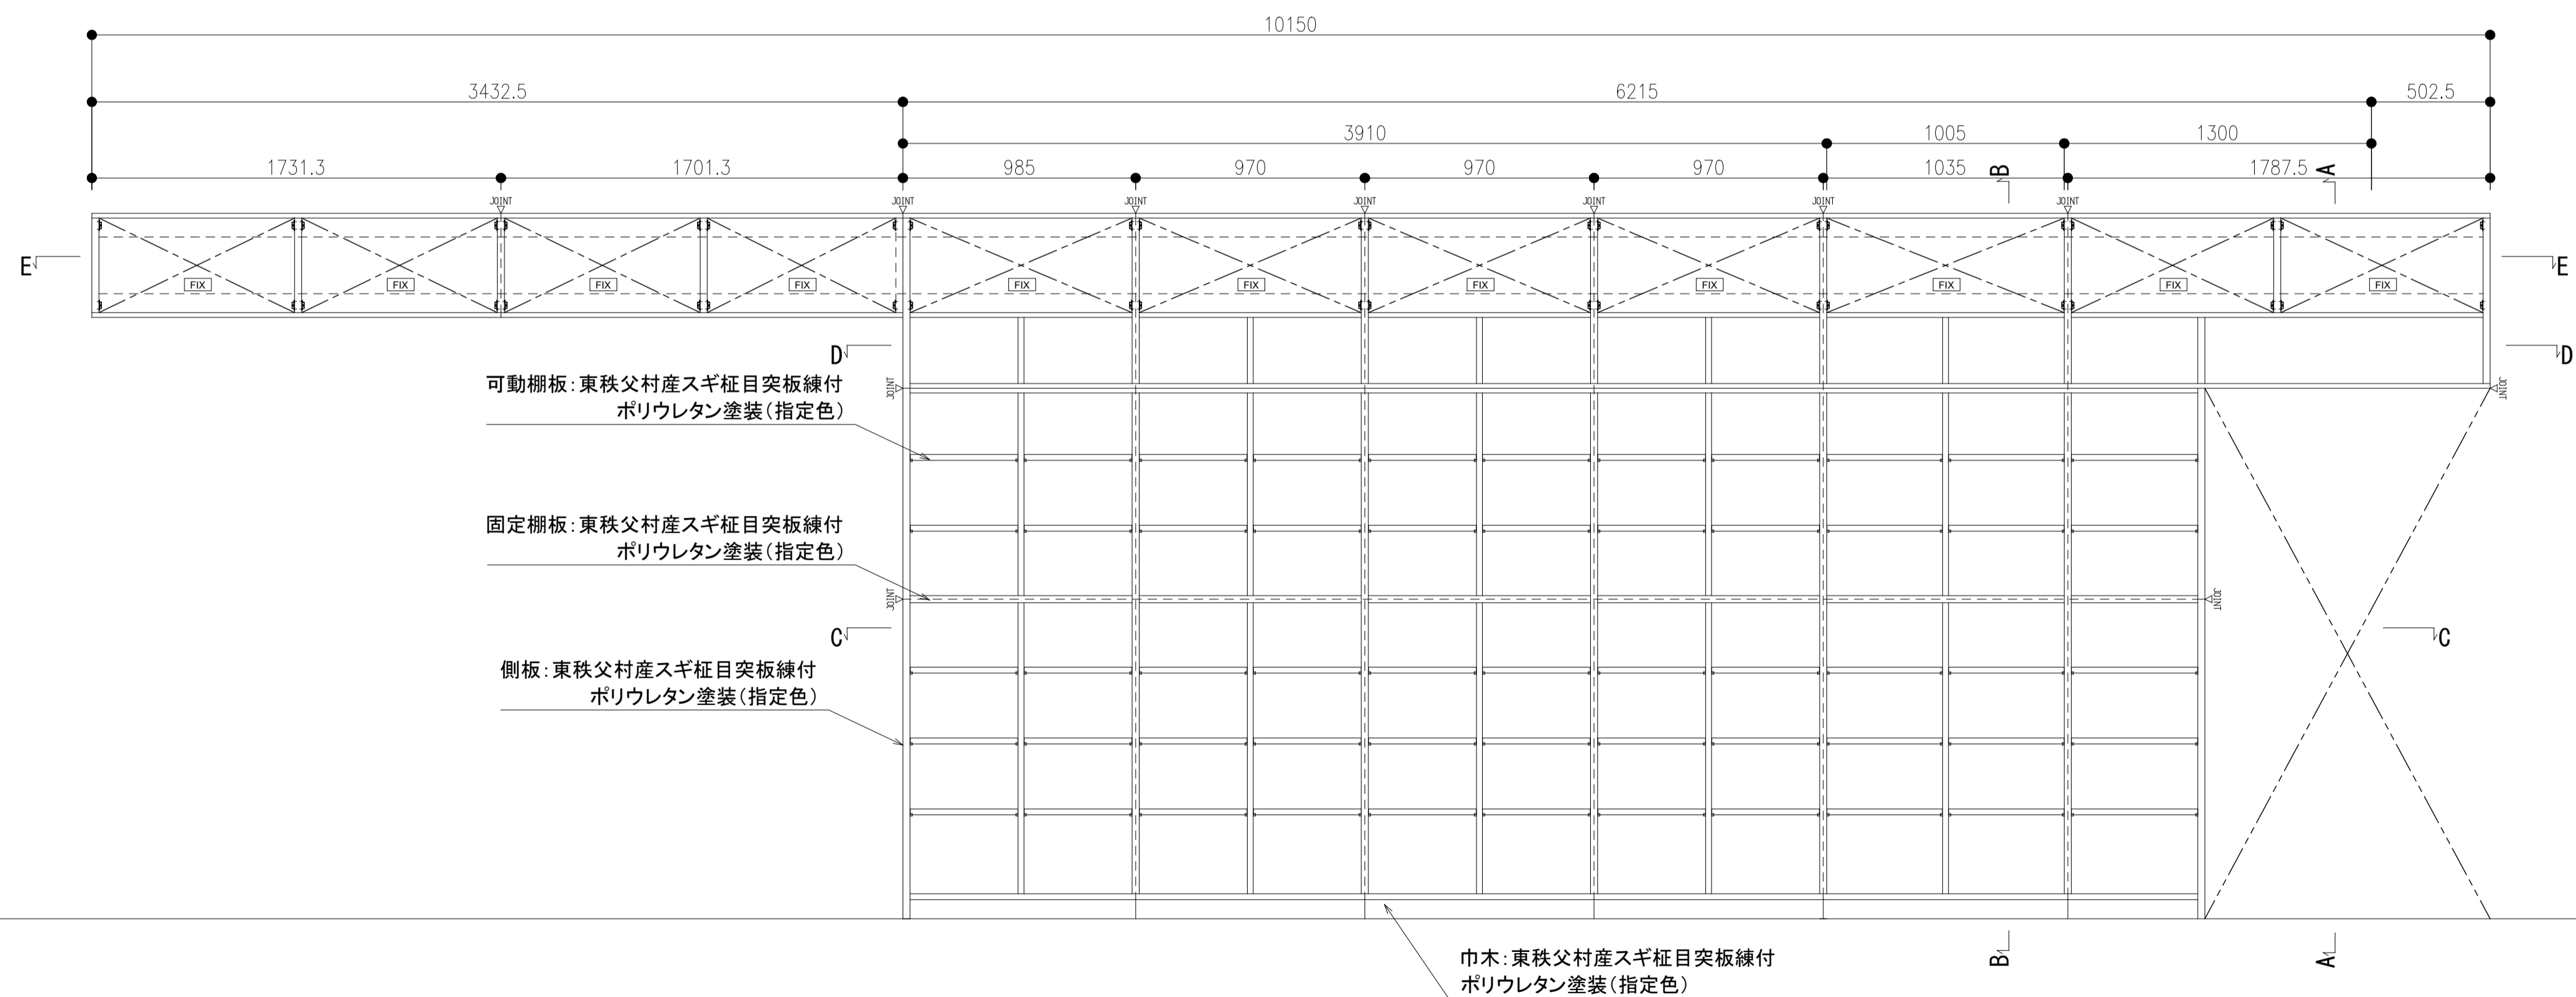 10150
3432.5
6215
502.5
3910
1005
1300
1731.3
1701.3
985
970
970
970
1035
B
1787.5
A
JOINT
JOINT
JOINT
JOINT
JOINT
JOINT
JOINT
E
FIX
FIX
FIX
FIX
FIX
FIX
FIX
FIX
FIX
FIX
FIX
E
D
D
可動棚板：東秩父村産スギ柾目突板練付
ポリウレタン塗装（指定色）
JOINT
JOINT
固定棚板：東秩父村産スギ柾目突板練付
ポリウレタン塗装（指定色）
JOINT
JOINT
C
C
側板：東秩父村産スギ柾目突板練付
ポリウレタン塗装（指定色）
巾木：東秩父村産スギ柾目突板練付
ポリウレタン塗装（指定色）
B
A